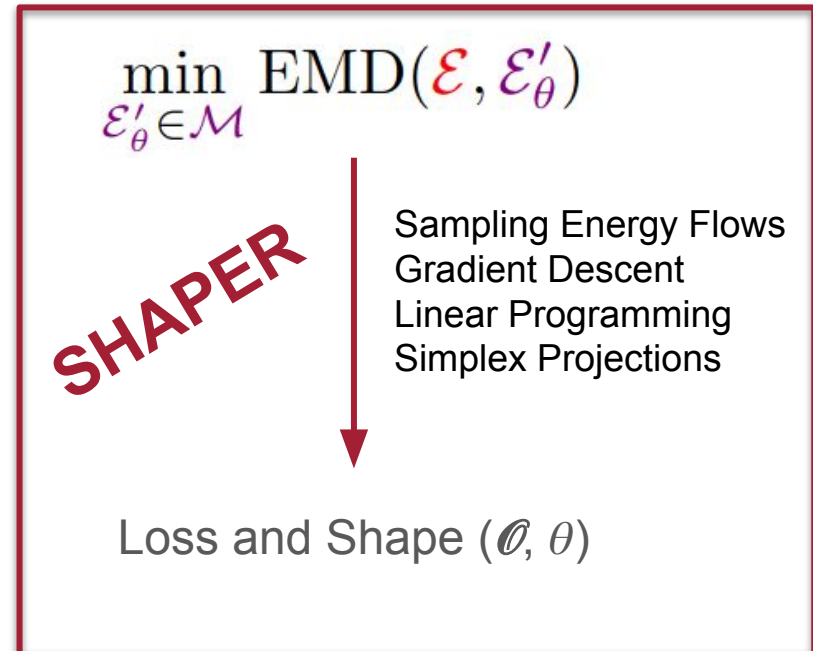 min EMD(ℰ, ℰ′_θ)
ℰ′_θ∈ℳ
SHAPER
Sampling Energy Flows
Gradient Descent
Linear Programming
Simplex Projections
Loss and Shape (𝒪, θ)